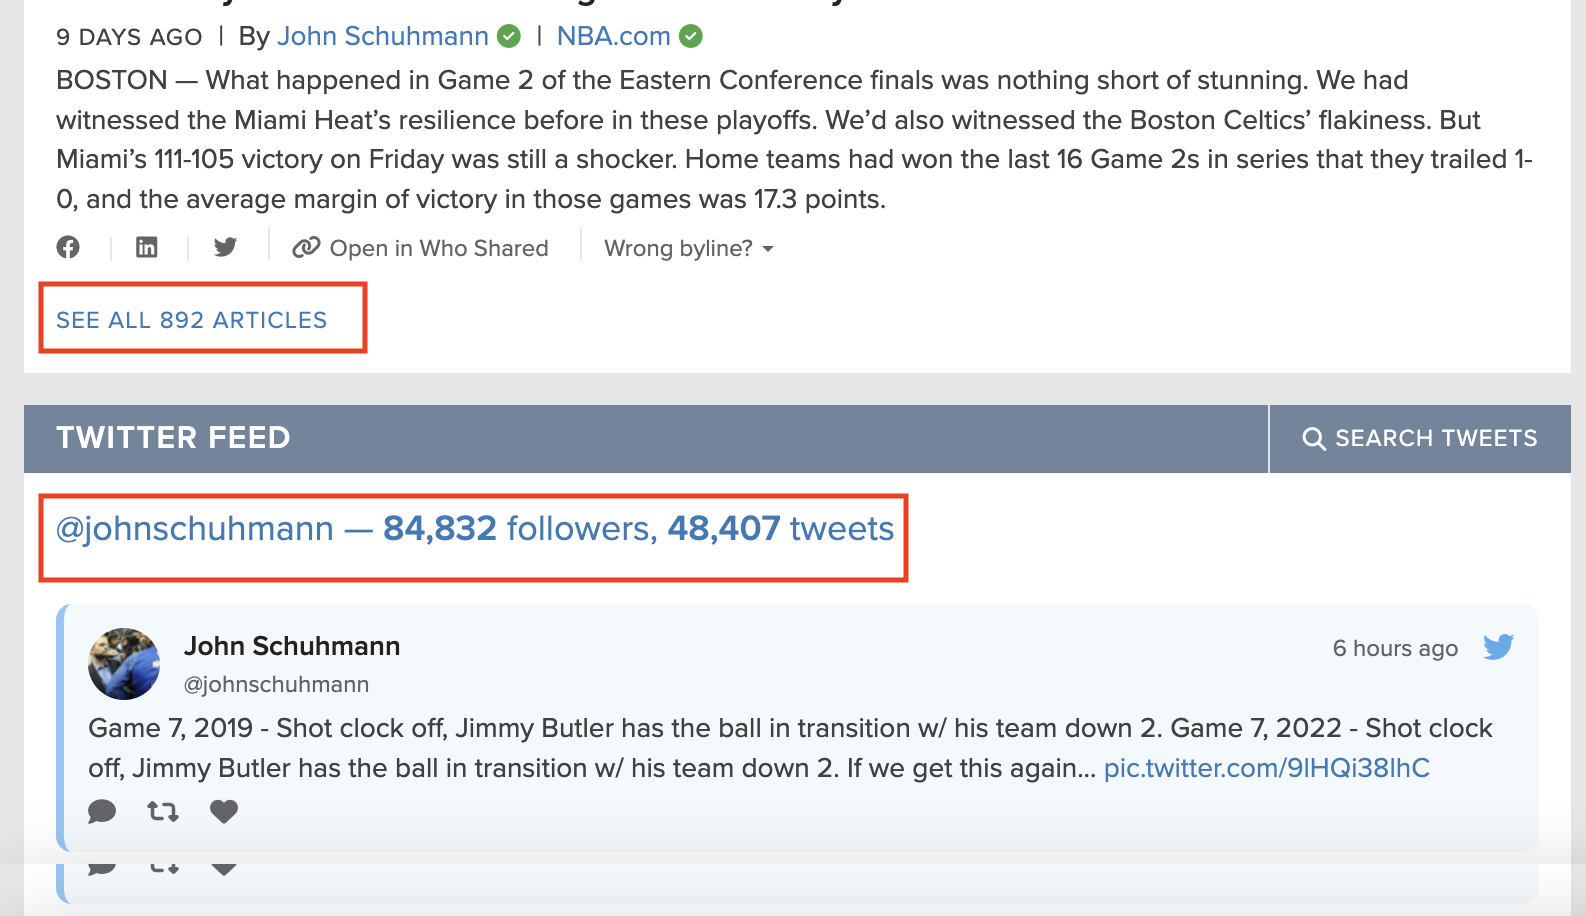 9 DAYS AGO | By John Schuhmann | NBA.com
BOSTON — What happened in Game 2 of the Eastern Conference finals was nothing short of stunning. We had
witnessed the Miami Heat’s resilience before in these playoffs. We’d also witnessed the Boston Celtics’ flakiness. But
Miami’s 111-105 victory on Friday was still a shocker. Home teams had won the last 16 Game 2s in series that they trailed 1-
0, and the average margin of victory in those games was 17.3 points.
Open in Who Shared Wrong byline?
SEE ALL 892 ARTICLES
TWITTER FEED SEARCH TWEETS
@johnschuhmann — 84,832 followers, 48,407 tweets
John Schuhmann 6 hours ago
@johnschuhmann
Game 7, 2019 - Shot clock off, Jimmy Butler has the ball in transition w/ his team down 2. Game 7, 2022 - Shot clock
off, Jimmy Butler has the ball in transition w/ his team down 2. If we get this again... pic.twitter.com/9lHQi38lhC